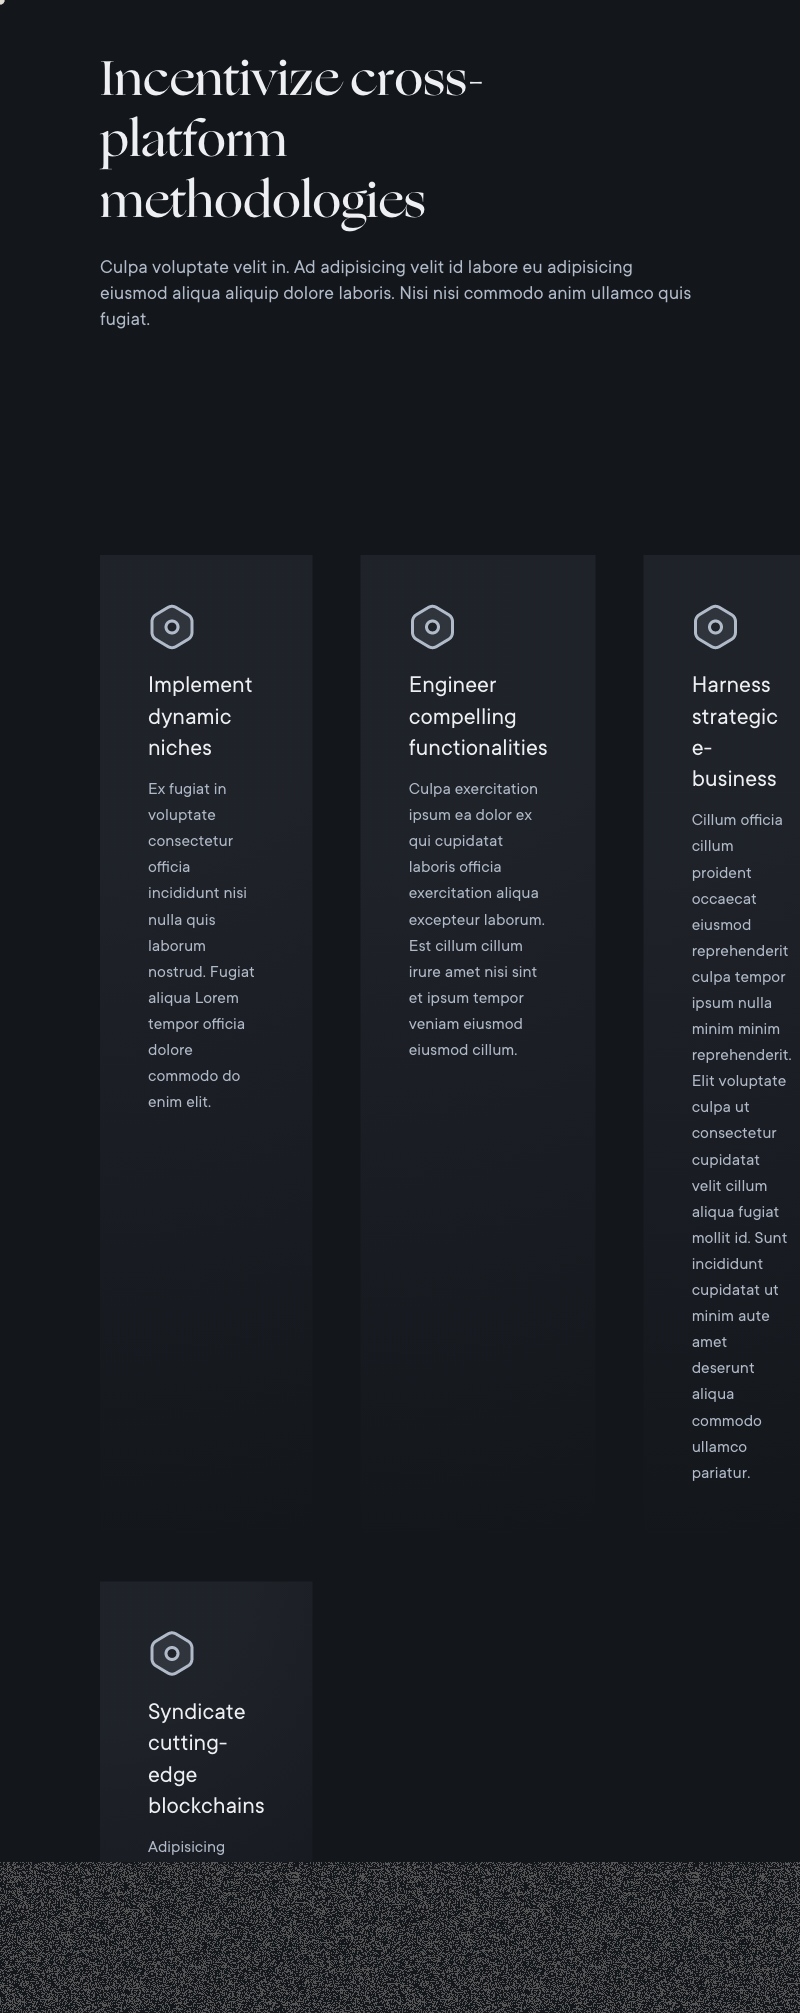 Incentivize cross-
platform
methodologies
Culpa voluptate velit in. Ad adipisicing velit id labore eu adipisicing
eiusmod aliqua aliquip dolore laboris. Nisi nisi commodo anim ullamco quis
fugiat.
Implement
dynamic
niches
Ex fugiat in
voluptate
consectetur
officia
incididunt nisi
nulla quis
laborum
nostrud. Fugiat
aliqua Lorem
tempor officia
dolore
commodo do
enim elit.
Engineer
compelling
functionalities
Culpa exercitation
ipsum ea dolor ex
qui cupidatat
laboris officia
exercitation aliqua
excepteur laborum.
Est cillum cillum
irure amet nisi sint
et ipsum tempor
veniam eiusmod
eiusmod cillum.
Harness
strategic
e-
business
Cillum officia
cillum
proident
occaecat
eiusmod
reprehenderit
culpa tempor
ipsum nulla
minim minim
reprehenderit.
Elit voluptate
culpa ut
consectetur
cupidatat
velit cillum
aliqua fugiat
mollit id. Sunt
incididunt
cupidatat ut
minim aute
amet
deserunt
aliqua
commodo
ullamco
pariatur.
Syndicate
cutting-
edge
blockchains
Adipisicing